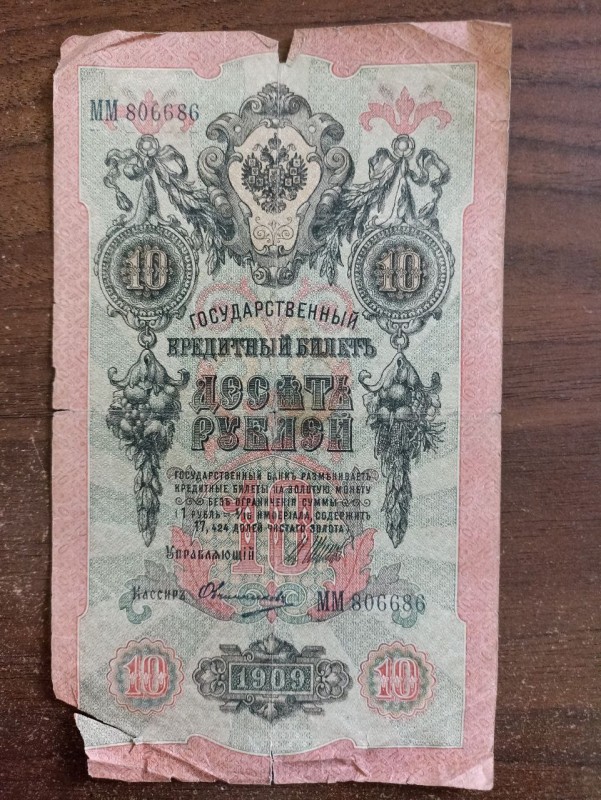 ММ 806686
10 10
ГОСУДАРСТВЕННЫЙ
КРЕДИТНЫЙ БИЛЕТЪ
ДЕСЯТЬ
РУБЛЕЙ
ГОСУДАРСТВЕННЫЙ БАНКЪ РАЗМѢНИВАЕТЪ
КРЕДИТНЫЕ БИЛЕТЫ НА ЗОЛОТУЮ МОНЕТУ
БЕЗЪ ОГРАНИЧЕНІЯ СУММЫ
(1 РУБЛЬ = 1/15 ИМПЕРІАЛА, СОДЕРЖИТЪ
17,424 ДОЛЕЙ ЧИСТАГО ЗОЛОТА)
10
УПРАВЛЯЮЩІЙ
КАССИРЪ
ММ 806686
10 1909 10